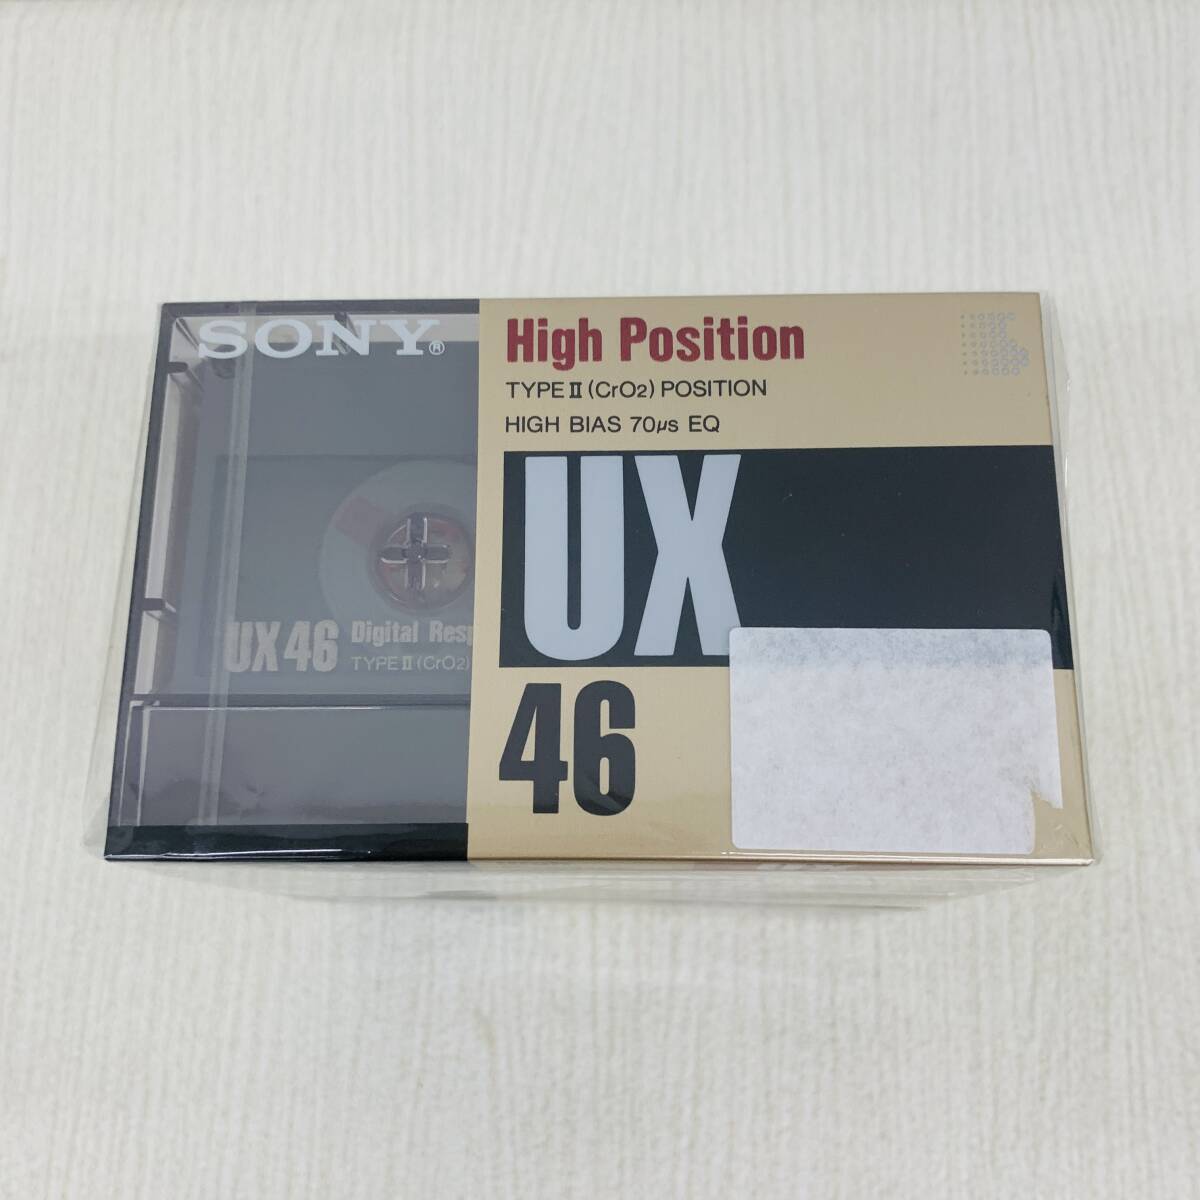 SONY®
High Position
TYPE II (CrO2) POSITION
HIGH BIAS 70μs EQ
UX
46
UX46 Digital Resp
TYPE II (CrO2)